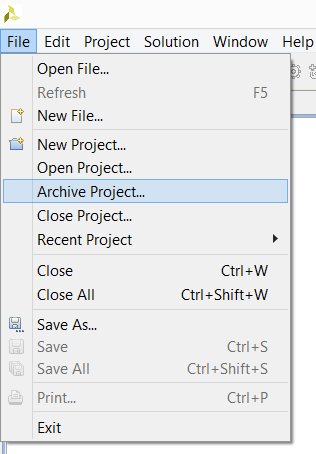 File Edit Project Solution Window Help
Open File...
Refresh F5
New File...
New Project...
Open Project...
Archive Project...
Close Project...
Recent Project
Close Ctrl+W
Close All Ctrl+Shift+W
Save As...
Save Ctrl+S
Save All Ctrl+Shift+S
Print... Ctrl+P
Exit